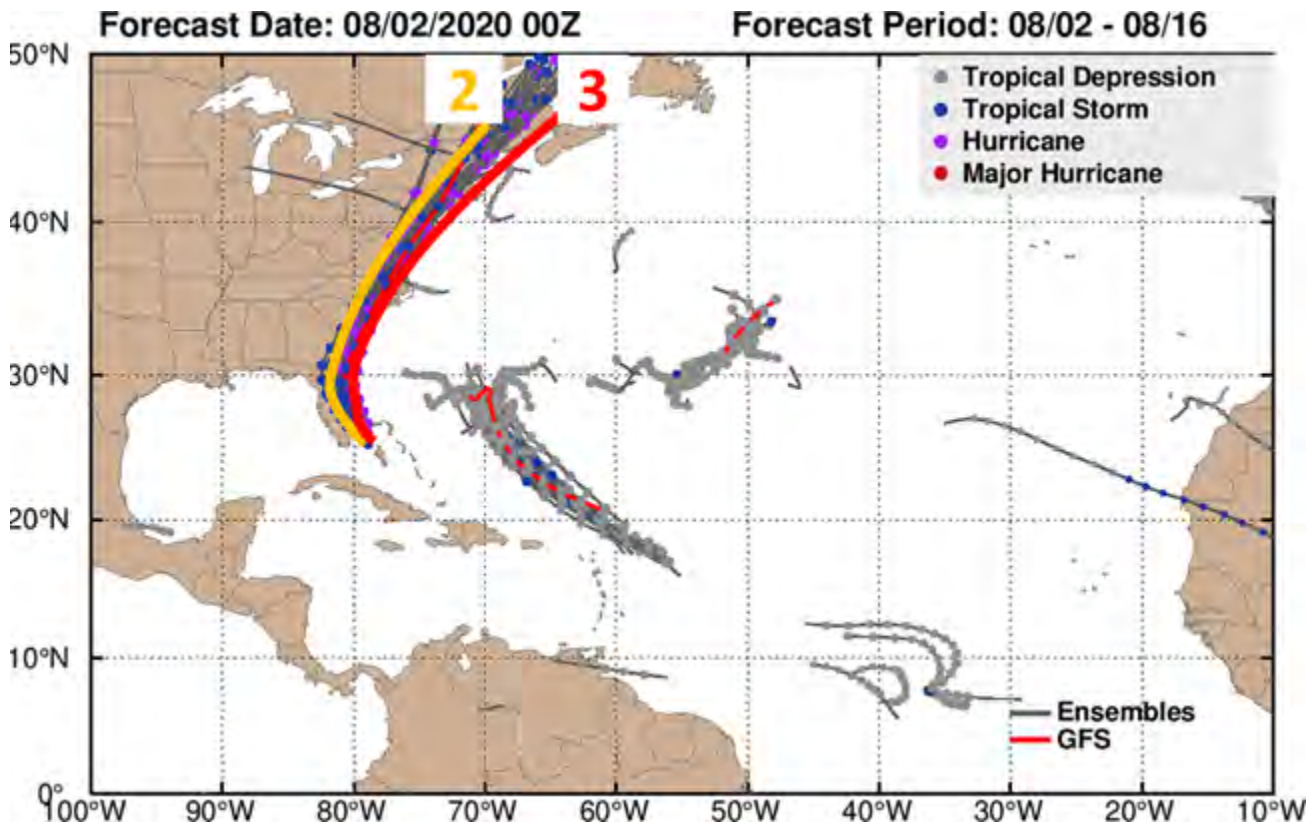 Forecast Date: 08/02/2020 00Z
Forecast Period: 08/02 - 08/16
50°N
2
3
Tropical Depression
Tropical Storm
Hurricane
Major Hurricane
40°N
30°N
20°N
10°N
Ensembles
GFS
0°
100°W
90°W
80°W
70°W
60°W
50°W
40°W
30°W
20°W
10°W